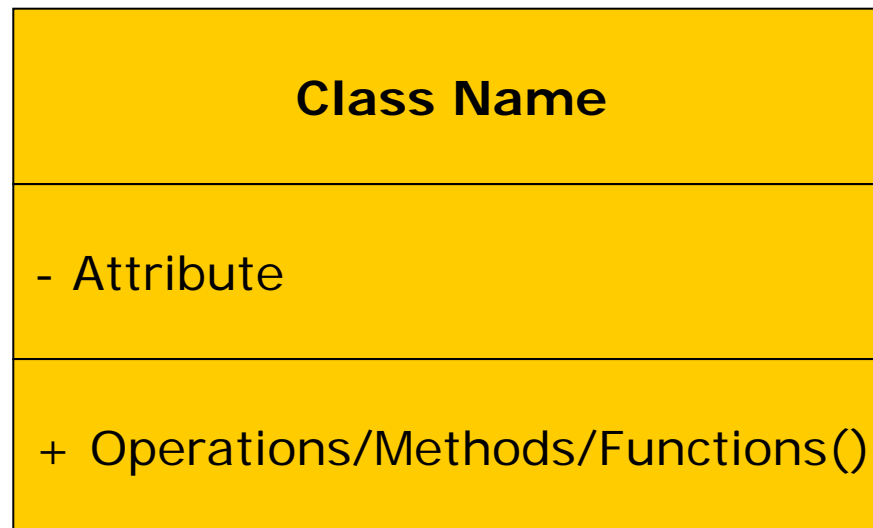 Class Name
- Attribute
+ Operations/Methods/Functions()